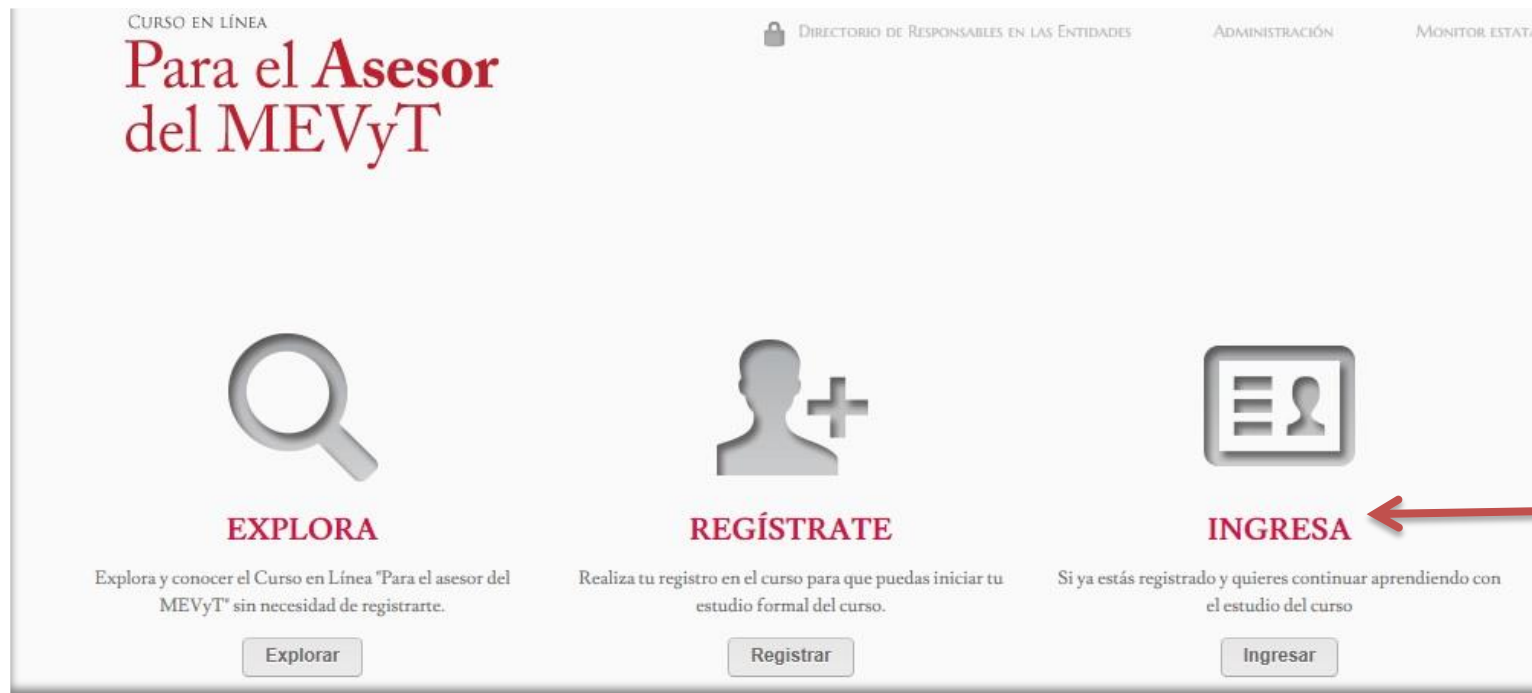 CURSO EN LÍNEA
Para el Asesor
del MEVyT
DIRECTORIO DE RESPONSABLES EN LAS ENTIDADES
ADMINISTRACIÓN
MONITOR ESTATA
EXPLORA
Explora y conocer el Curso en Línea "Para el asesor del
MEVyT" sin necesidad de registrarte.
Explorar
REGÍSTRATE
Realiza tu registro en el curso para que puedas iniciar tu
estudio formal del curso.
Registrar
INGRESA
Si ya estás registrado y quieres continuar aprendiendo con
el estudio del curso
Ingresar